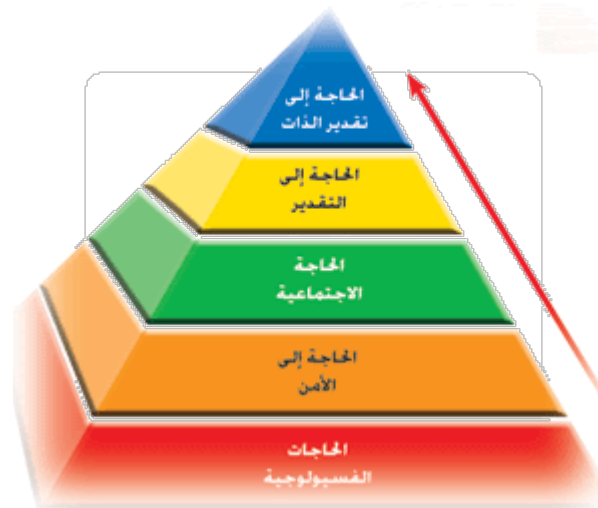 الحاجة إلى
تقدير الذات
الحاجة إلى
التقدير
الحاجة
الاجتماعية
الحاجة إلى
الأمن
الحاجات
الفسيولوجية